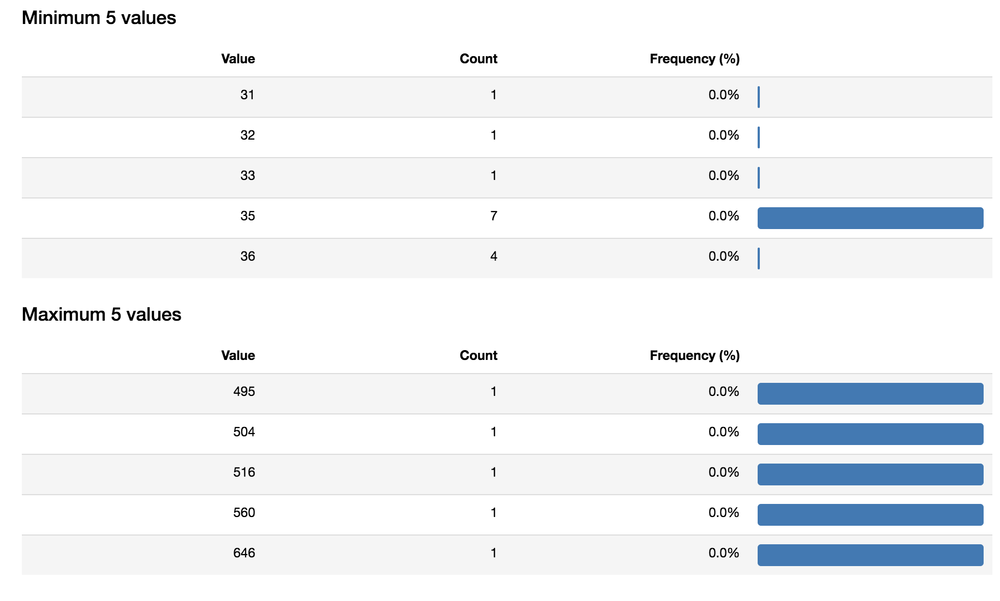 Minimum 5 values
Value Count Frequency (%)
31 1 0.0%
32 1 0.0%
33 1 0.0%
35 7 0.0%
36 4 0.0%
Maximum 5 values
Value Count Frequency (%)
495 1 0.0%
504 1 0.0%
516 1 0.0%
560 1 0.0%
646 1 0.0%